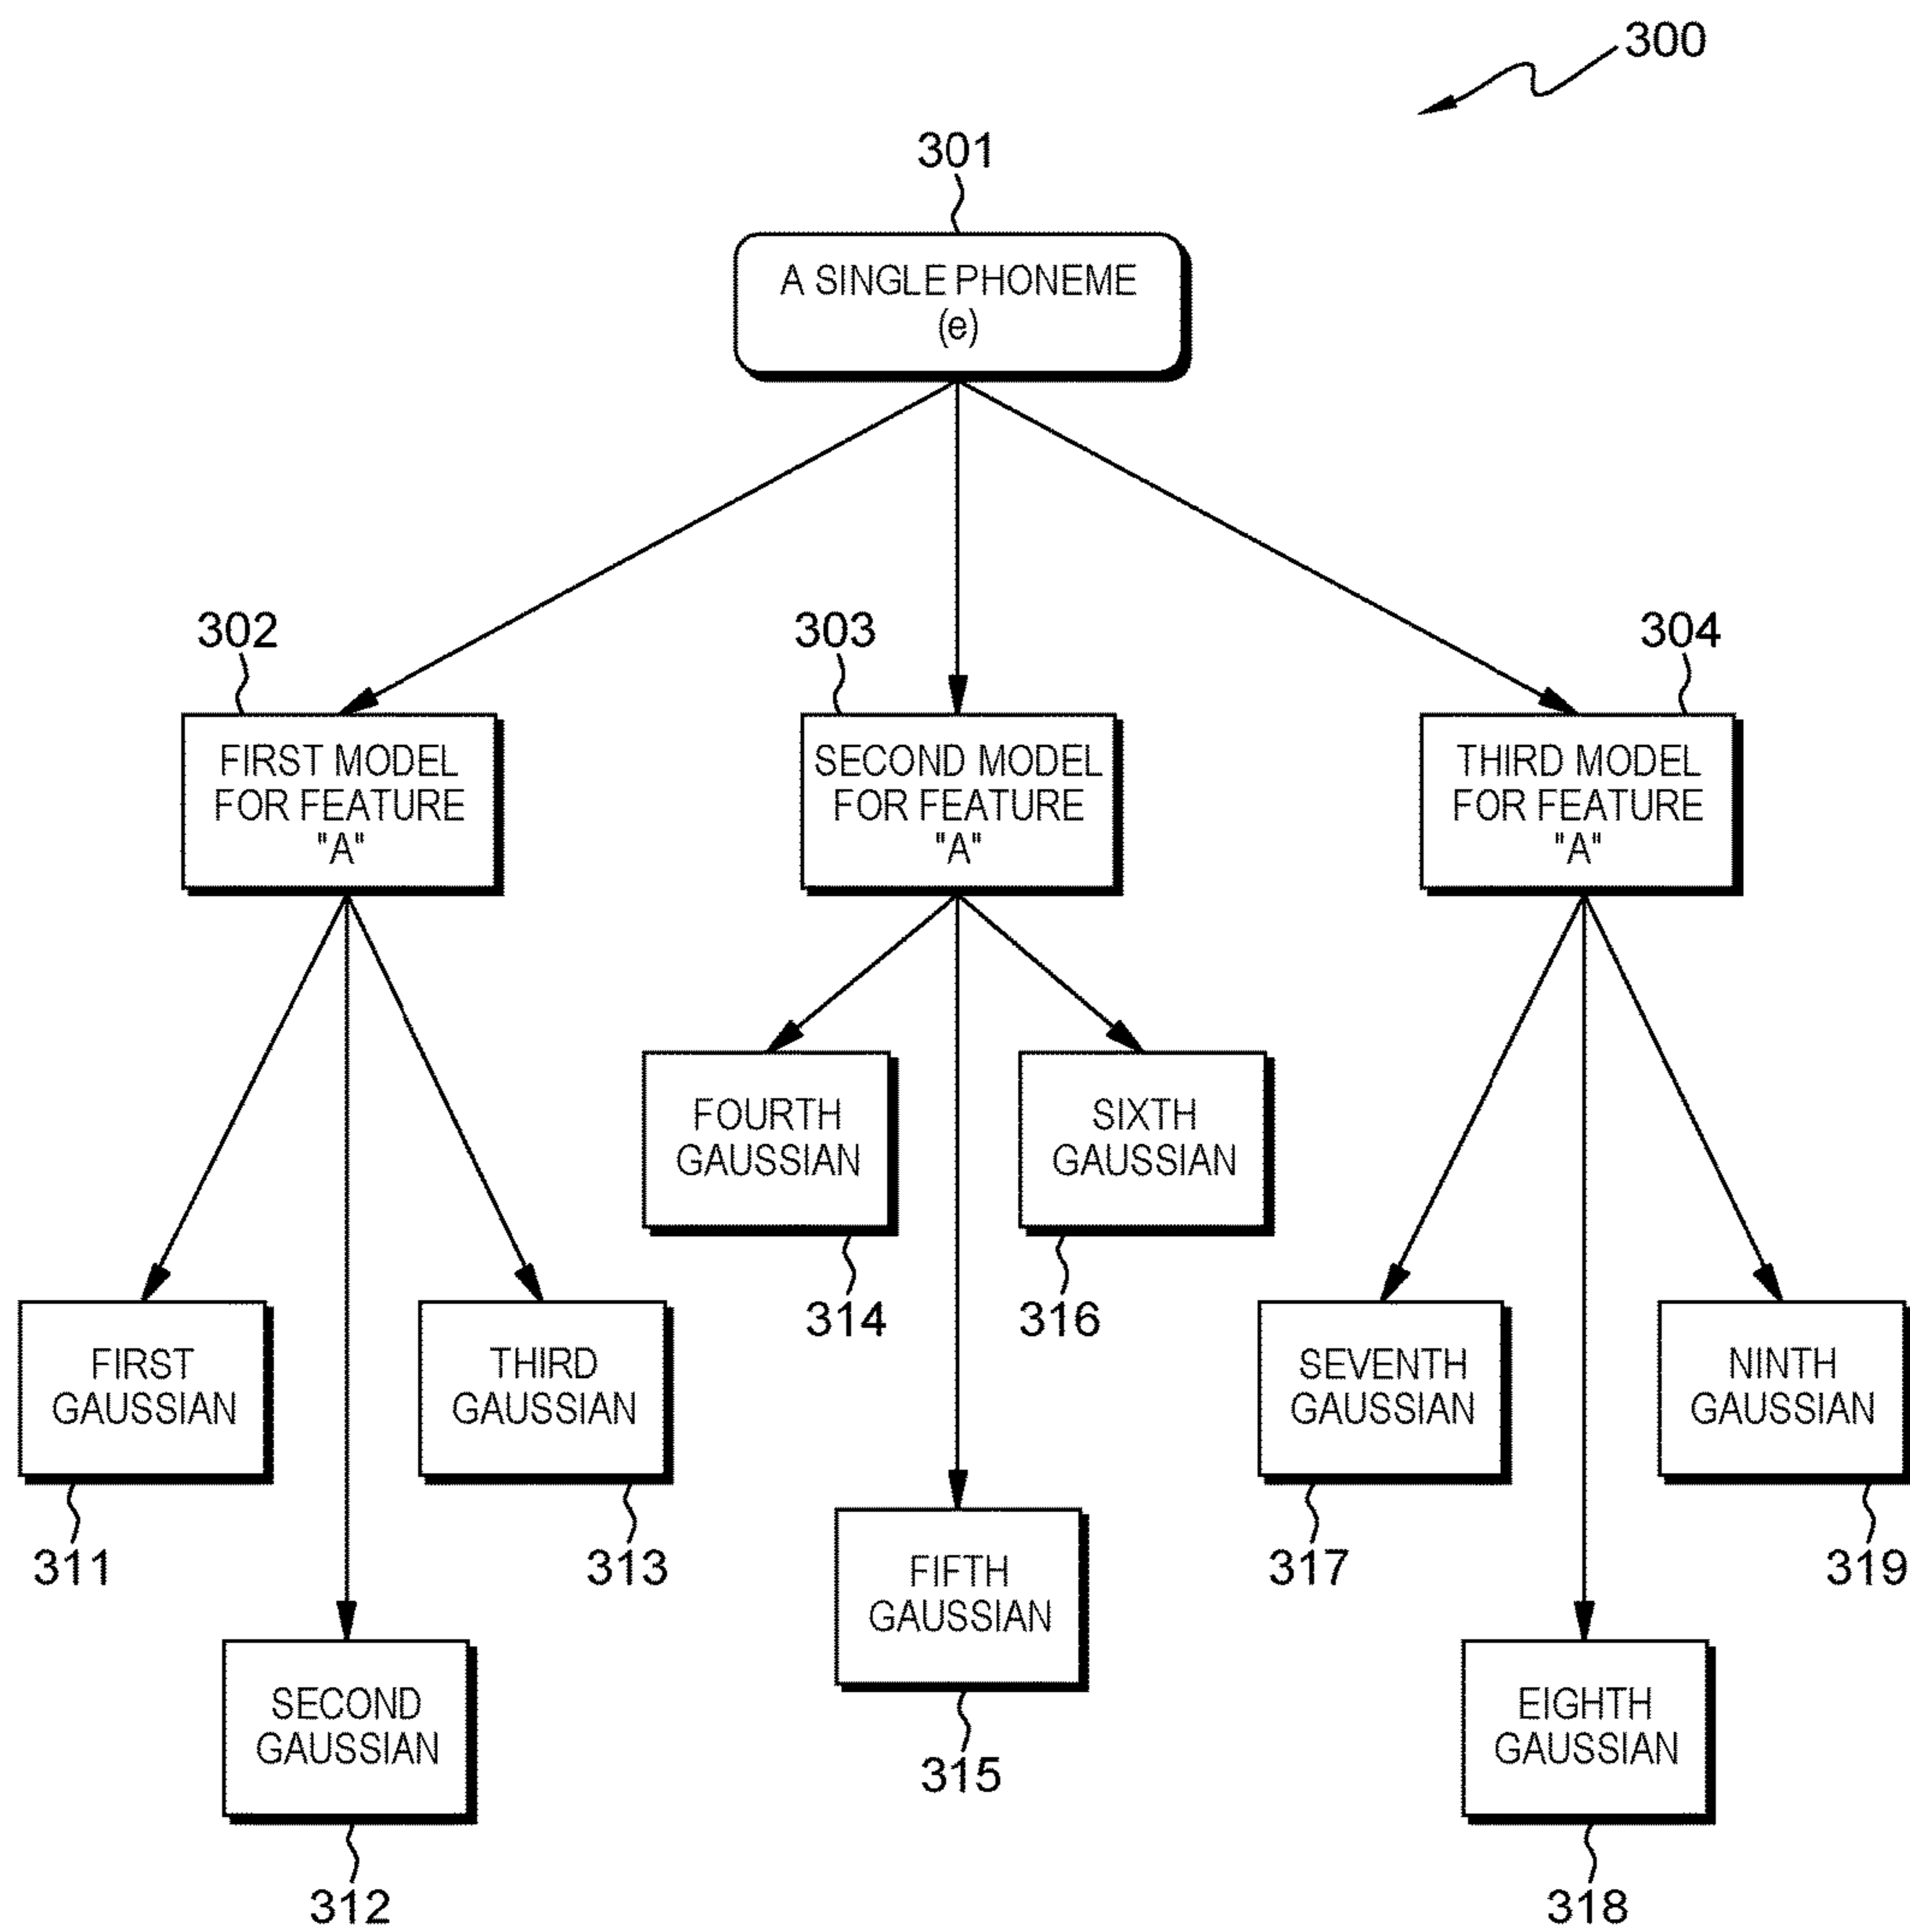 300
301
A SINGLE PHONEME
(e)
302
303
304
FIRST MODEL
FOR FEATURE
"A"
SECOND MODEL
FOR FEATURE
"A"
THIRD MODEL
FOR FEATURE
"A"
FOURTH
GAUSSIAN
SIXTH
GAUSSIAN
314
316
FIRST
GAUSSIAN
THIRD
GAUSSIAN
SEVENTH
GAUSSIAN
NINTH
GAUSSIAN
311
313
317
319
FIFTH
GAUSSIAN
315
SECOND
GAUSSIAN
EIGHTH
GAUSSIAN
312
318